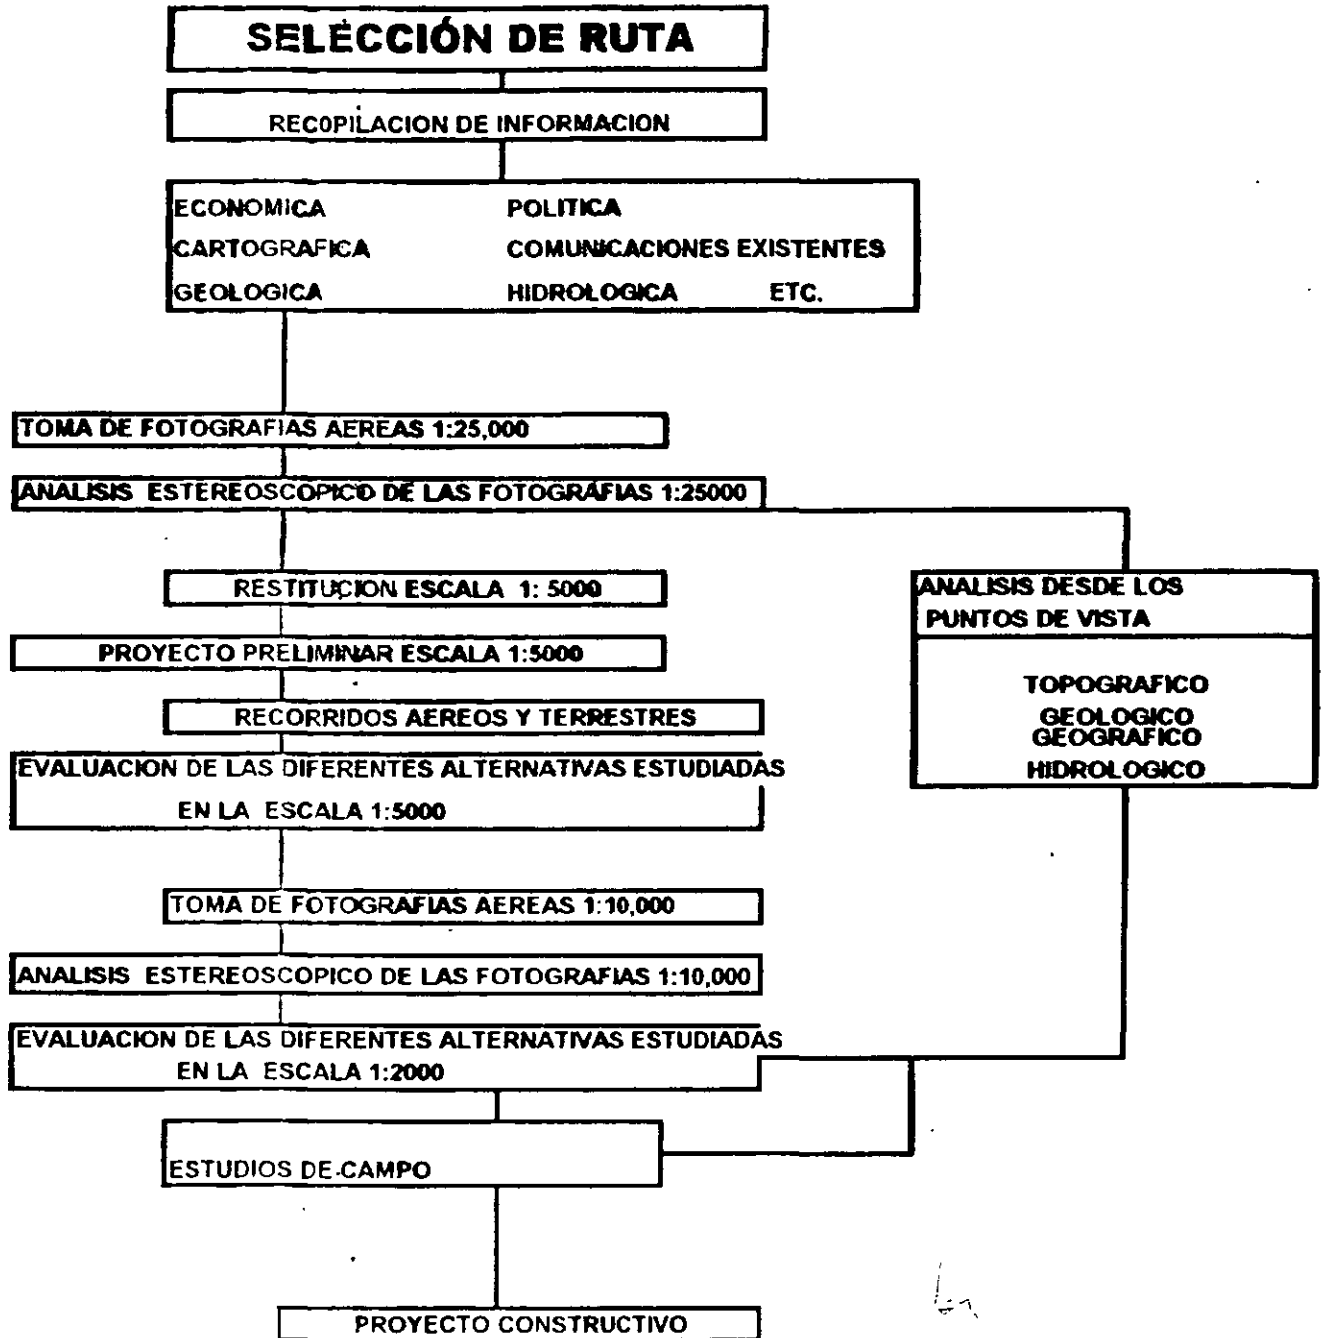 SELECCIÓN DE RUTA
RECOPILACION DE INFORMACION
ECONOMICA POLITICA
CARTOGRAFICA COMUNICACIONES EXISTENTES
GEOLOGICA HIDROLOGICA ETC.
TOMA DE FOTOGRAFIAS AEREAS 1:25,000
ANALISIS ESTEREOSCOPICO DE LAS FOTOGRAFIAS 1:25000
RESTITUCION ESCALA 1: 5000
PROYECTO PRELIMINAR ESCALA 1:5000
RECORRIDOS AEREOS Y TERRESTRES
EVALUACION DE LAS DIFERENTES ALTERNATIVAS ESTUDIADAS
EN LA ESCALA 1:5000
ANALISIS DESDE LOS
PUNTOS DE VISTA
TOPOGRAFICO
GEOLOGICO
GEOGRAFICO
HIDROLOGICO
TOMA DE FOTOGRAFIAS AEREAS 1:10,000
ANALISIS ESTEREOSCOPICO DE LAS FOTOGRAFIAS 1:10,000
EVALUACION DE LAS DIFERENTES ALTERNATIVAS ESTUDIADAS
EN LA ESCALA 1:2000
ESTUDIOS DE CAMPO
PROYECTO CONSTRUCTIVO